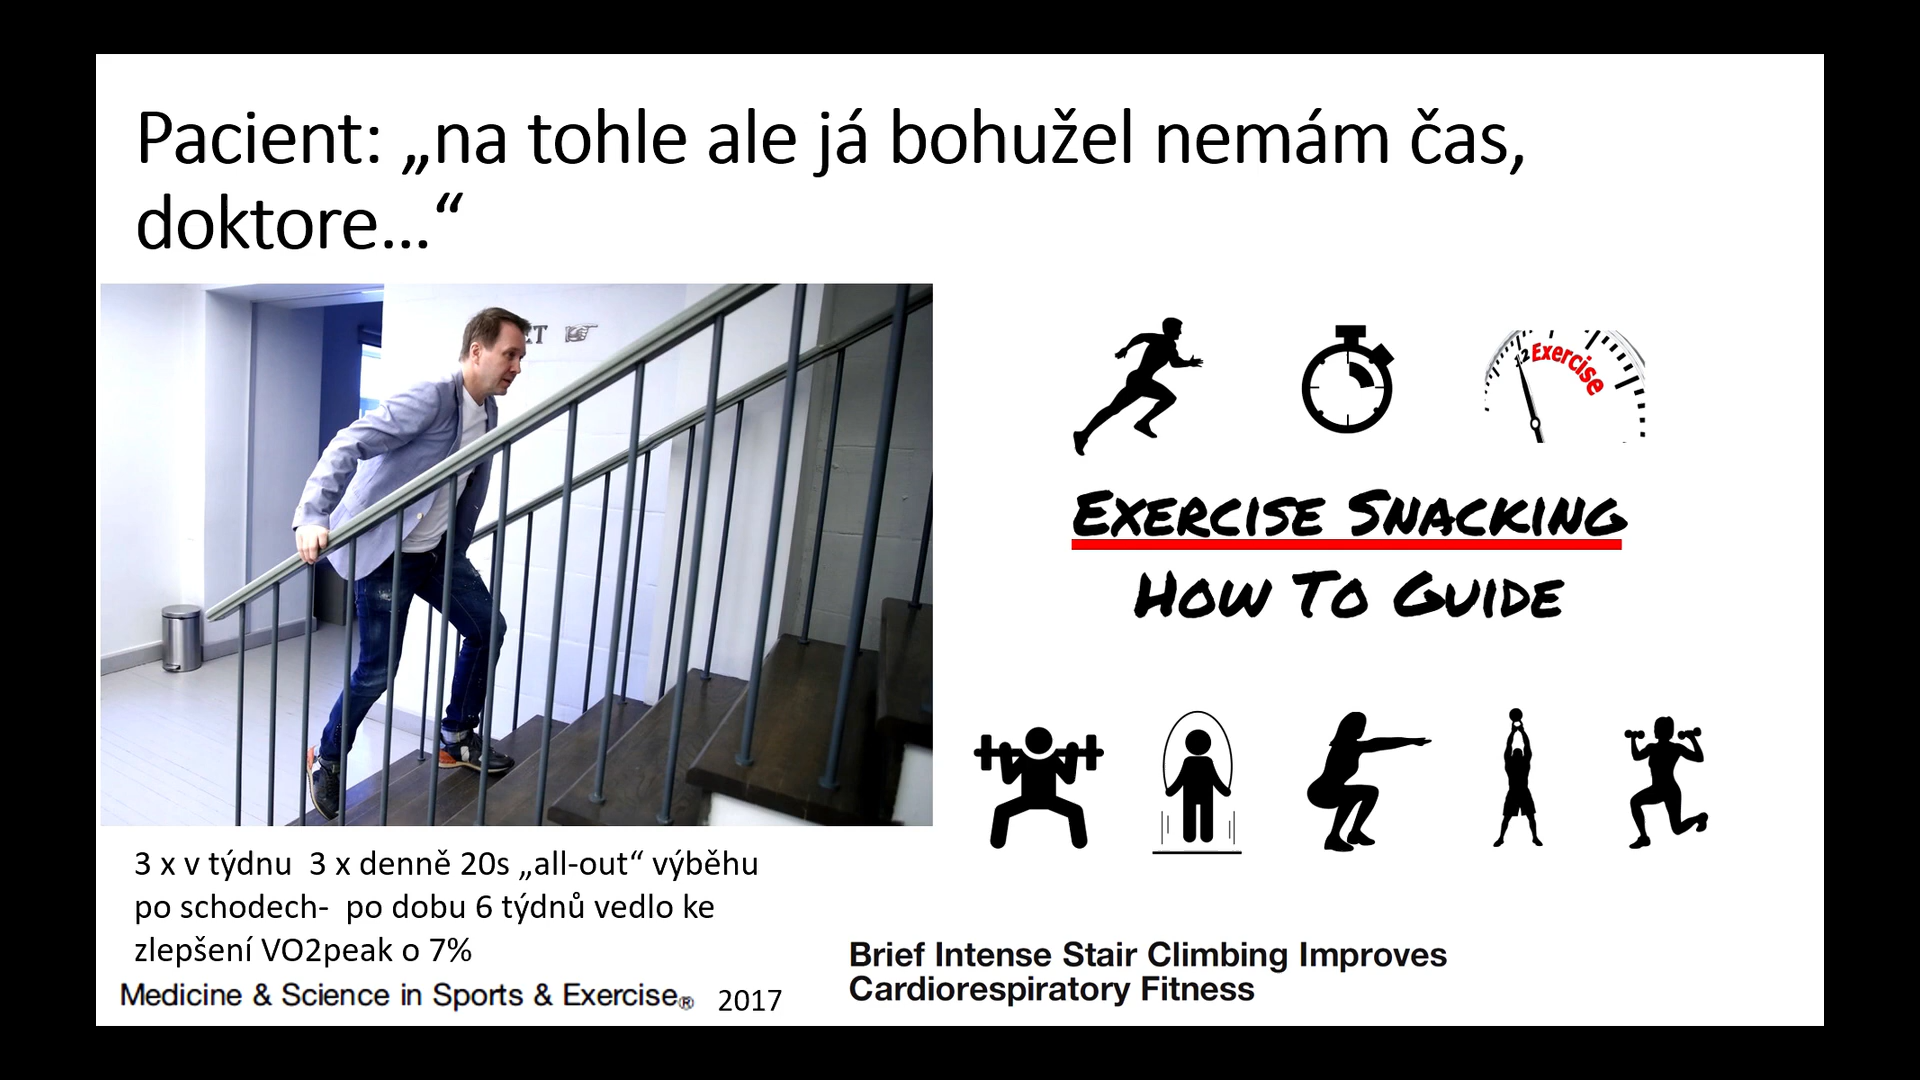 Pacient: „na tohle ale já bohužel nemám čas,
doktore...“
Exercise
EXERCISE SNACKING
HOW TO GUIDE
3 x v týdnu 3 x denně 20s „all-out“ výběhu
po schodech- po dobu 6 týdnů vedlo ke
zlepšení VO2peak o 7%
Medicine & Science in Sports & Exercise® 2017
Brief Intense Stair Climbing Improves
Cardiorespiratory Fitness